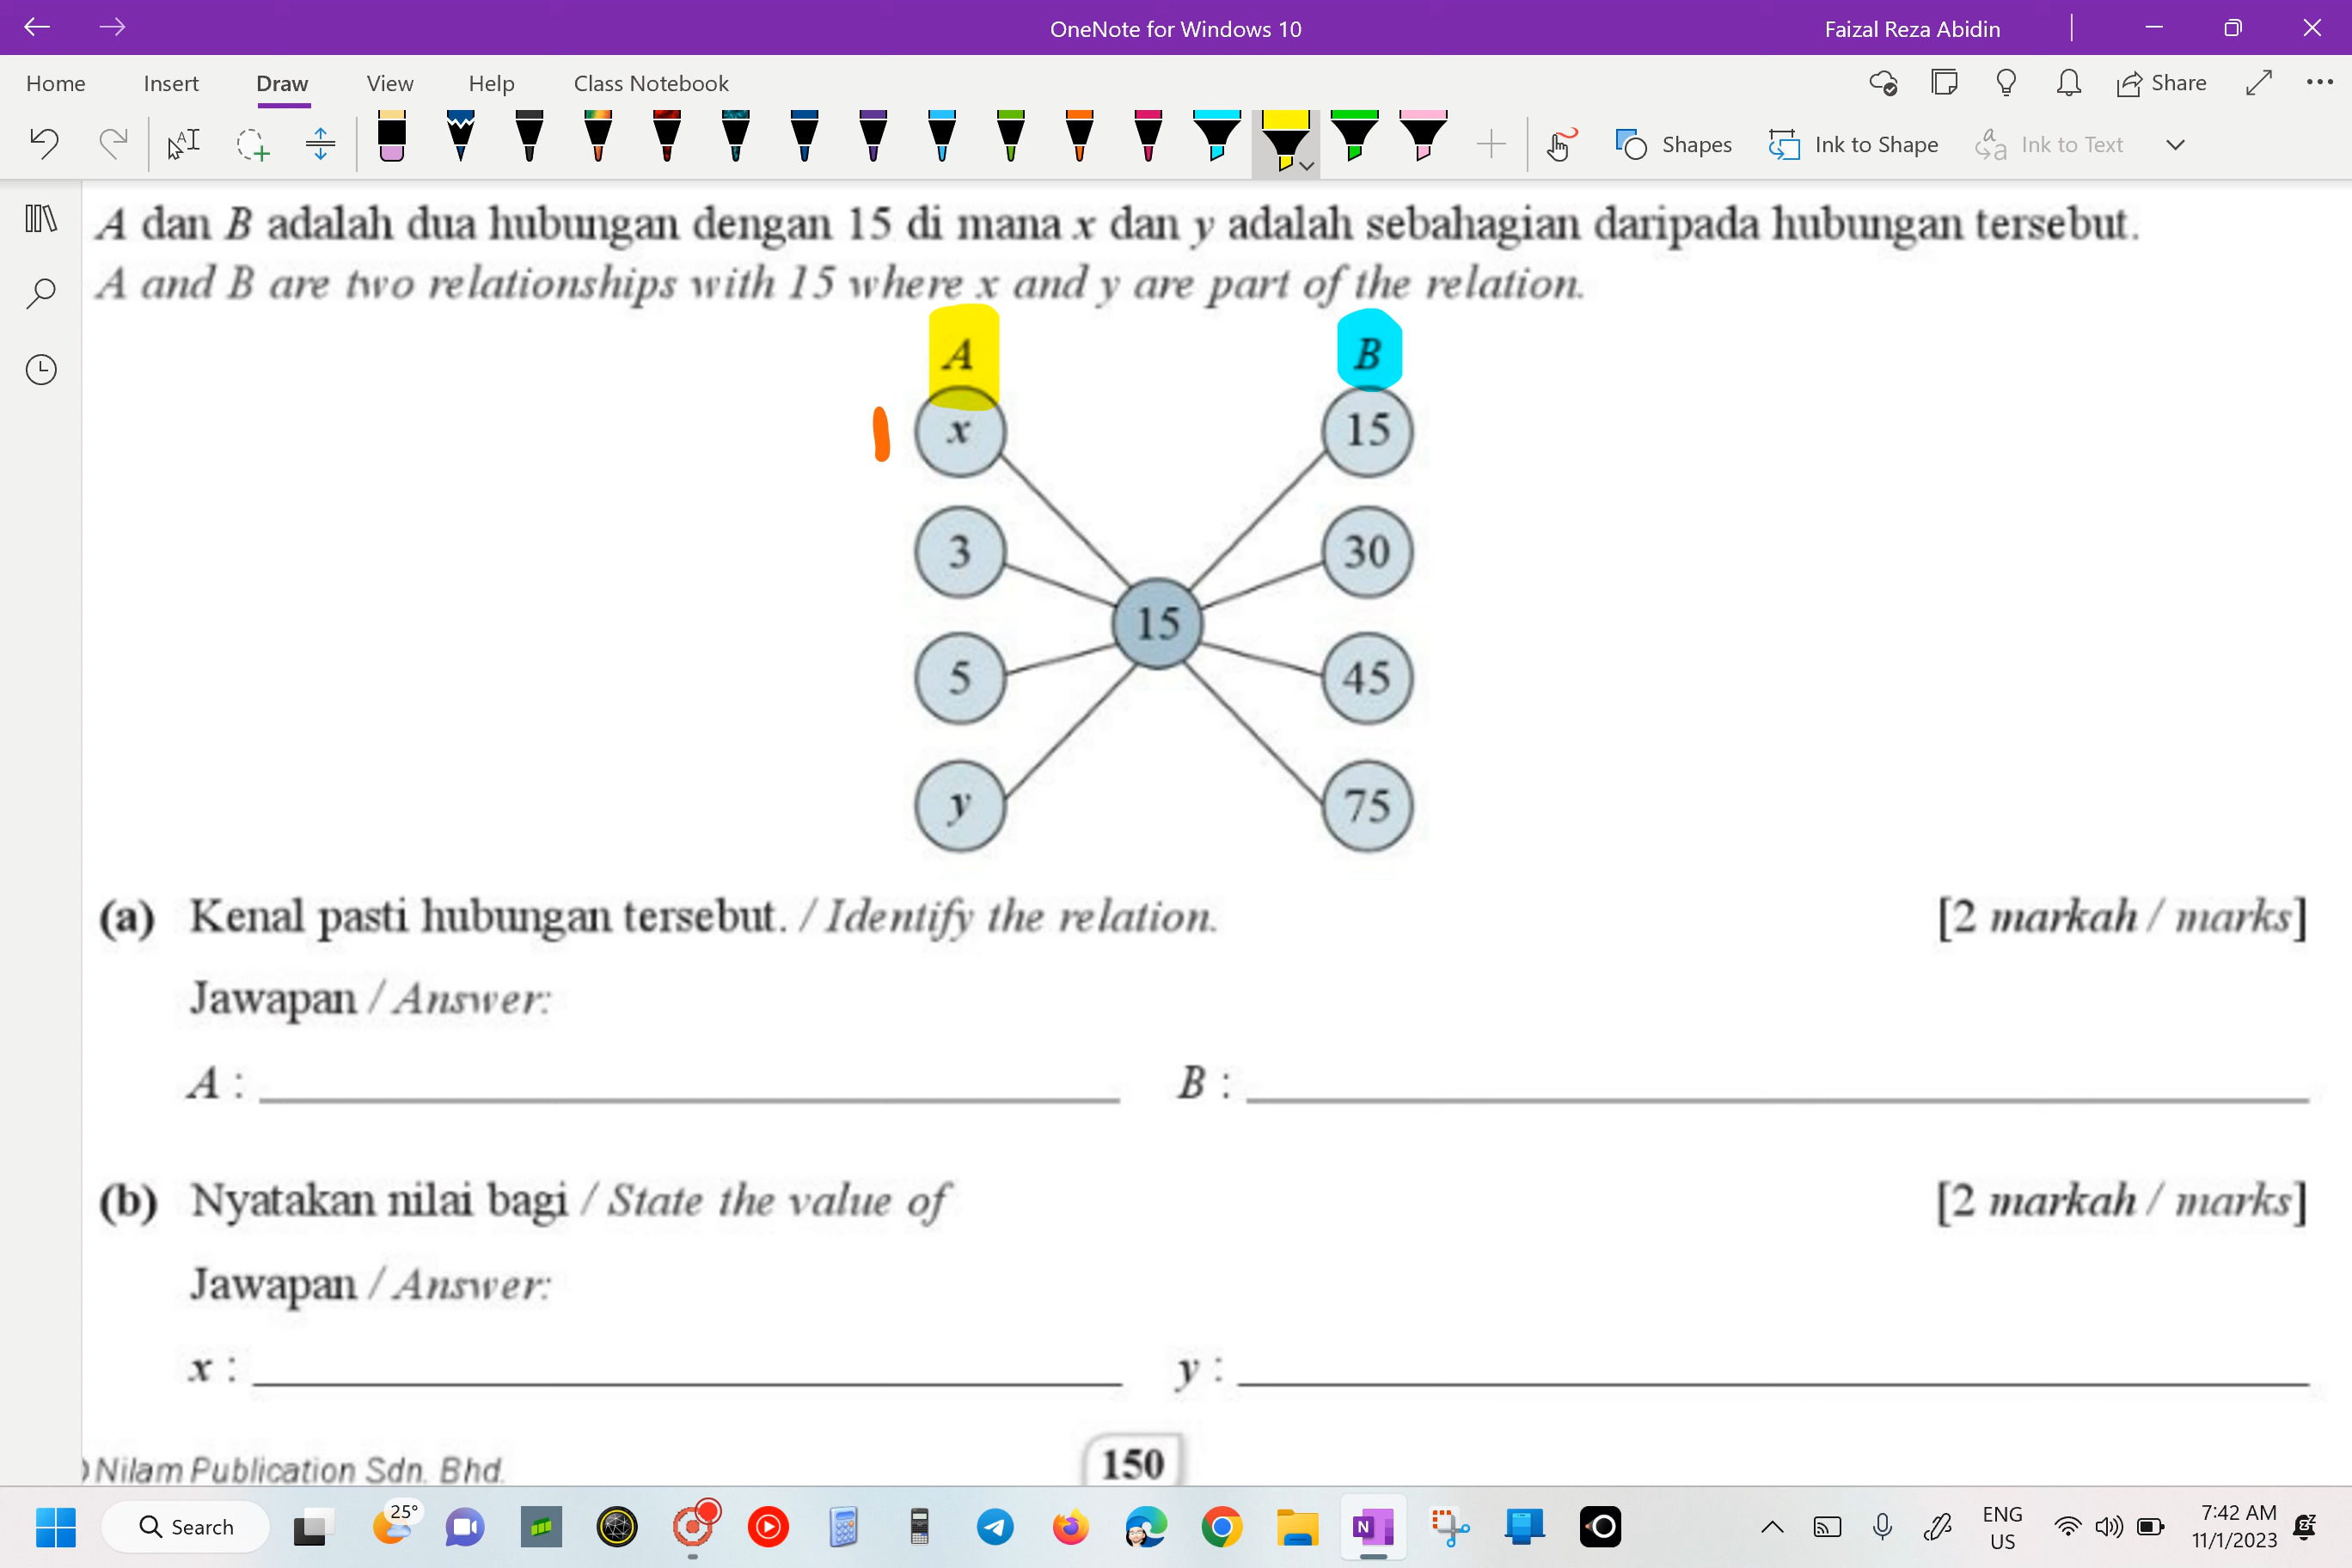 OneNote for Windows 10
Faizal Reza Abidin
Home Insert Draw View Help Class Notebook
Share
Shapes
Ink to Shape
Ink to Text
A dan B adalah dua hubungan dengan 15 di mana x dan y adalah sebahagian daripada hubungan tersebut.
A and B are two relationships with 15 where x and y are part of the relation.
A B
x 15
3 30
15
5 45
y 75
(a) Kenal pasti hubungan tersebut. / Identify the relation. [2 markah / marks]
Jawapan / Answer:
A : B :
(b) Nyatakan nilai bagi / State the value of [2 markah / marks]
Jawapan / Answer:
x : y :
Nilam Publication Sdn. Bhd.
150
Search
25°
ENG
US
7:42 AM
11/1/2023